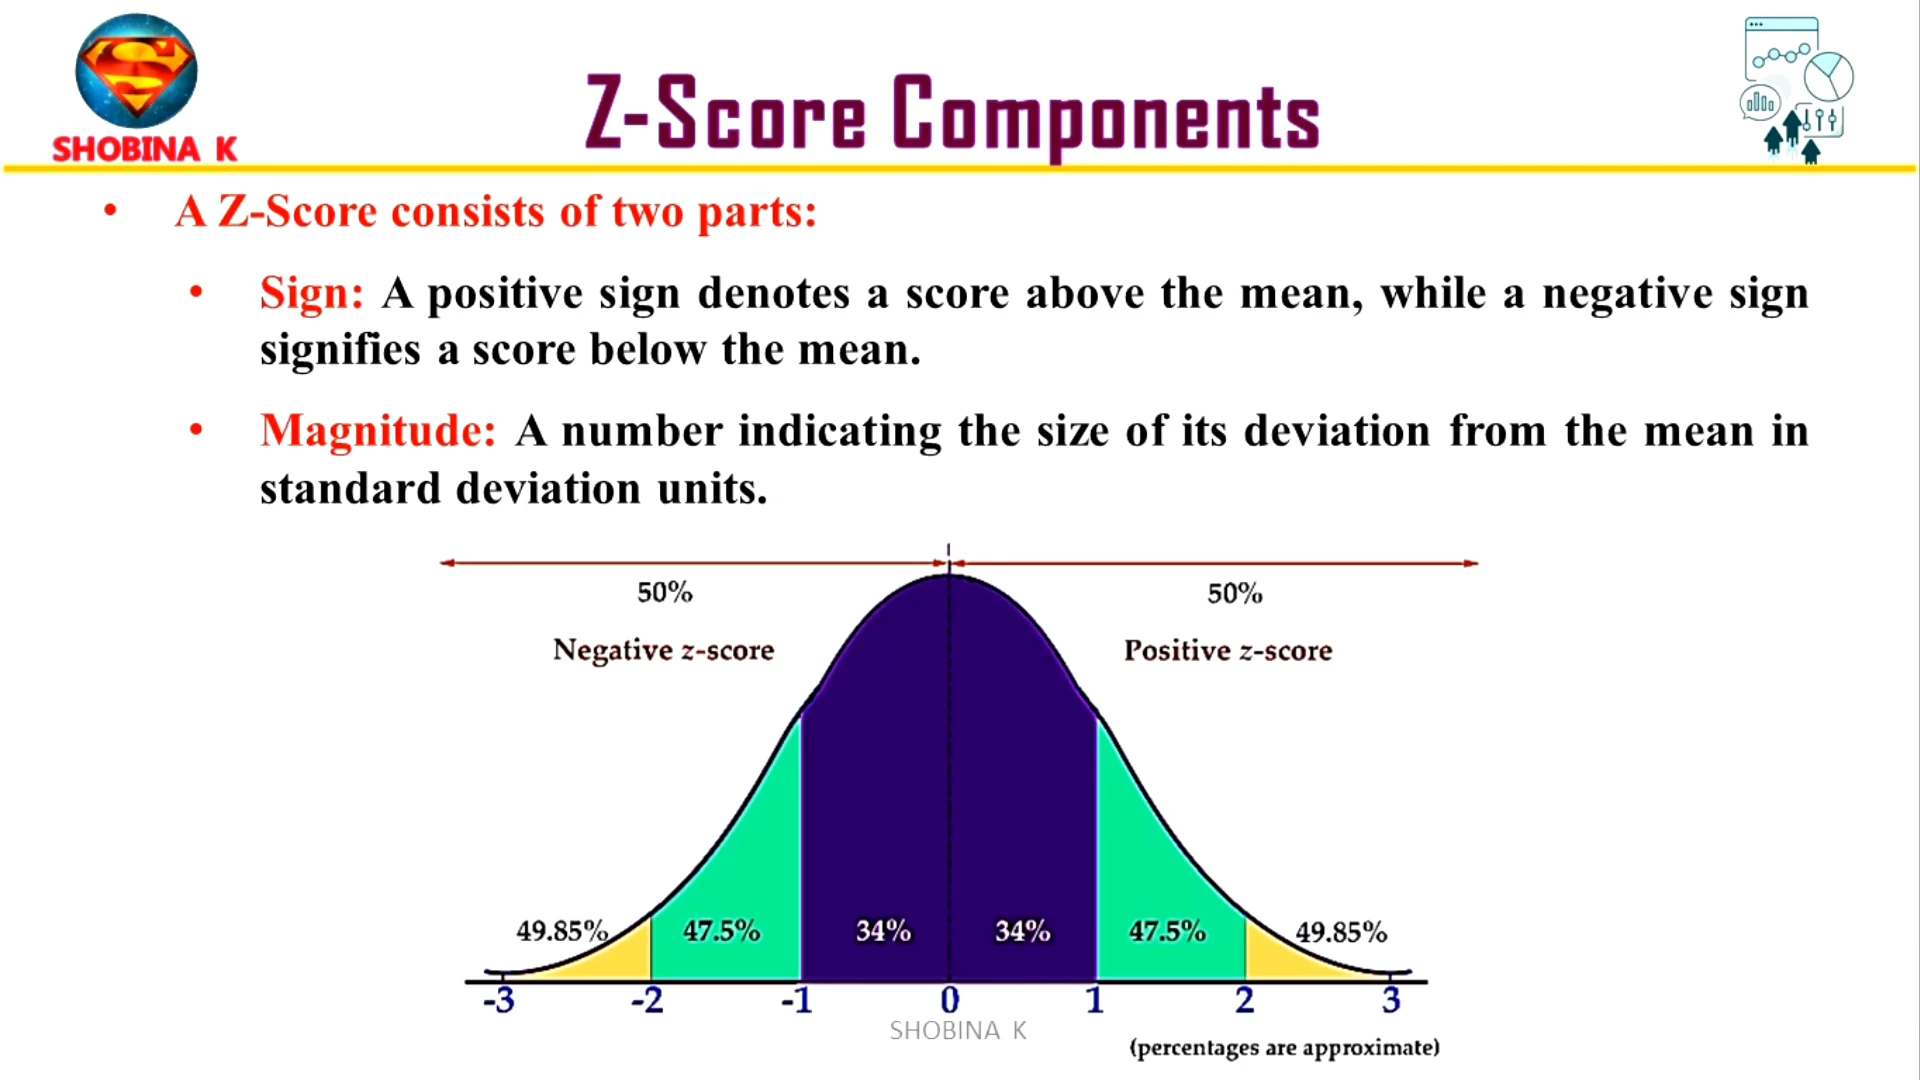 SHOBINA K
Z-Score Components
• A Z-Score consists of two parts:
• Sign: A positive sign denotes a score above the mean, while a negative sign
signifies a score below the mean.
• Magnitude: A number indicating the size of its deviation from the mean in
standard deviation units.
50% 50%
Negative z-score Positive z-score
49.85% 47.5% 34% 34% 47.5% 49.85%
-3 -2 -1 0 1 2 3
SHOBINA K
(percentages are approximate)